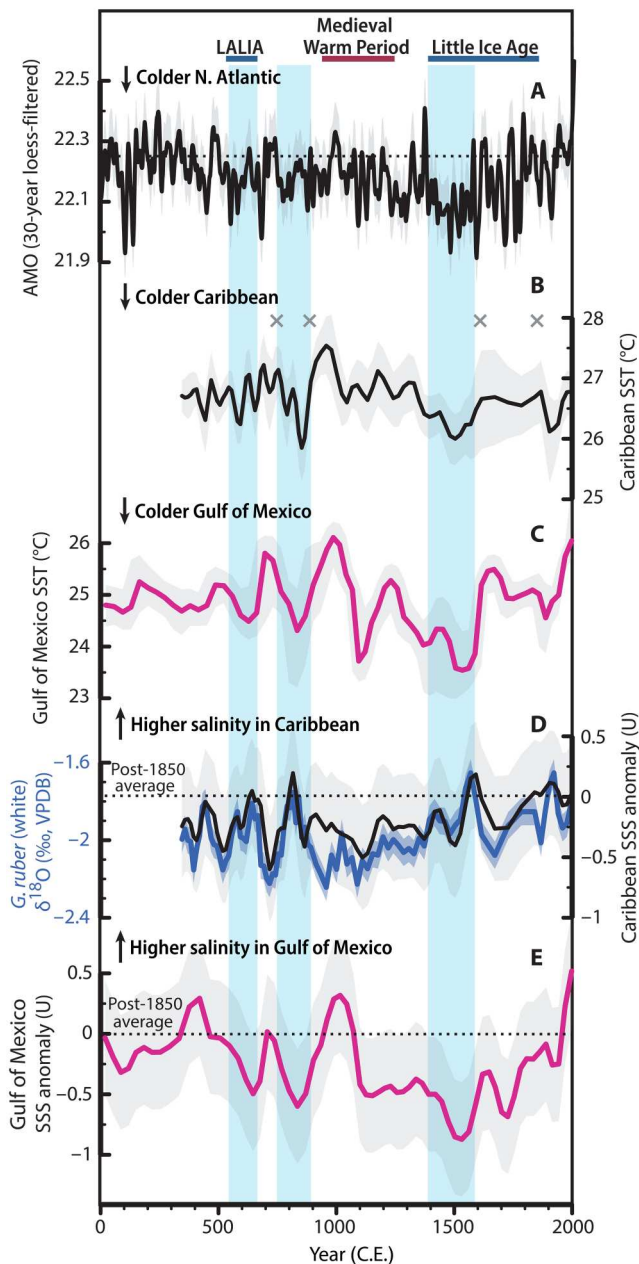 Medieval
LALIA Warm Period Little Ice Age
22.5
↓ Colder N. Atlantic A
22.3
22.1
21.9
AMO (30-year loess-filtered)
B
↓ Colder Caribbean
× × × ×
28
27
26
25
Caribbean SST (°C)
↓ Colder Gulf of Mexico C
26
25
24
23
Gulf of Mexico SST (°C)
↑ Higher salinity in Caribbean D
−1.6
−2
−2.4
Post-1850
average
G. ruber (white)
δ18O (‰, VPDB)
0.5
0
−0.5
−1
Caribbean SSS anomaly (U)
↑ Higher salinity in Gulf of Mexico E
0.5
0
−0.5
−1
Post-1850
average
Gulf of Mexico
SSS anomaly (U)
0 500 1000 1500 2000
Year (C.E.)